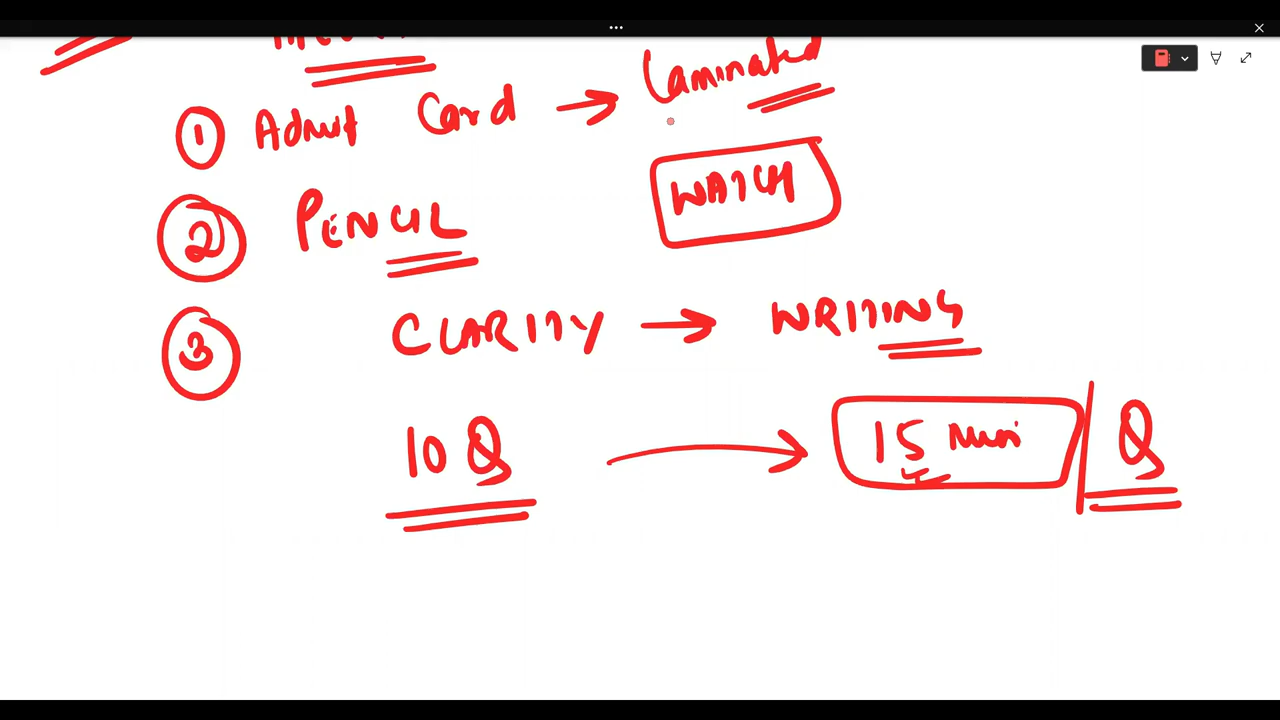 ① Admit Card → Laminated
WATCH
② PENCIL
③ CLARITY → WRITING
10 Q → 15 Min / Q